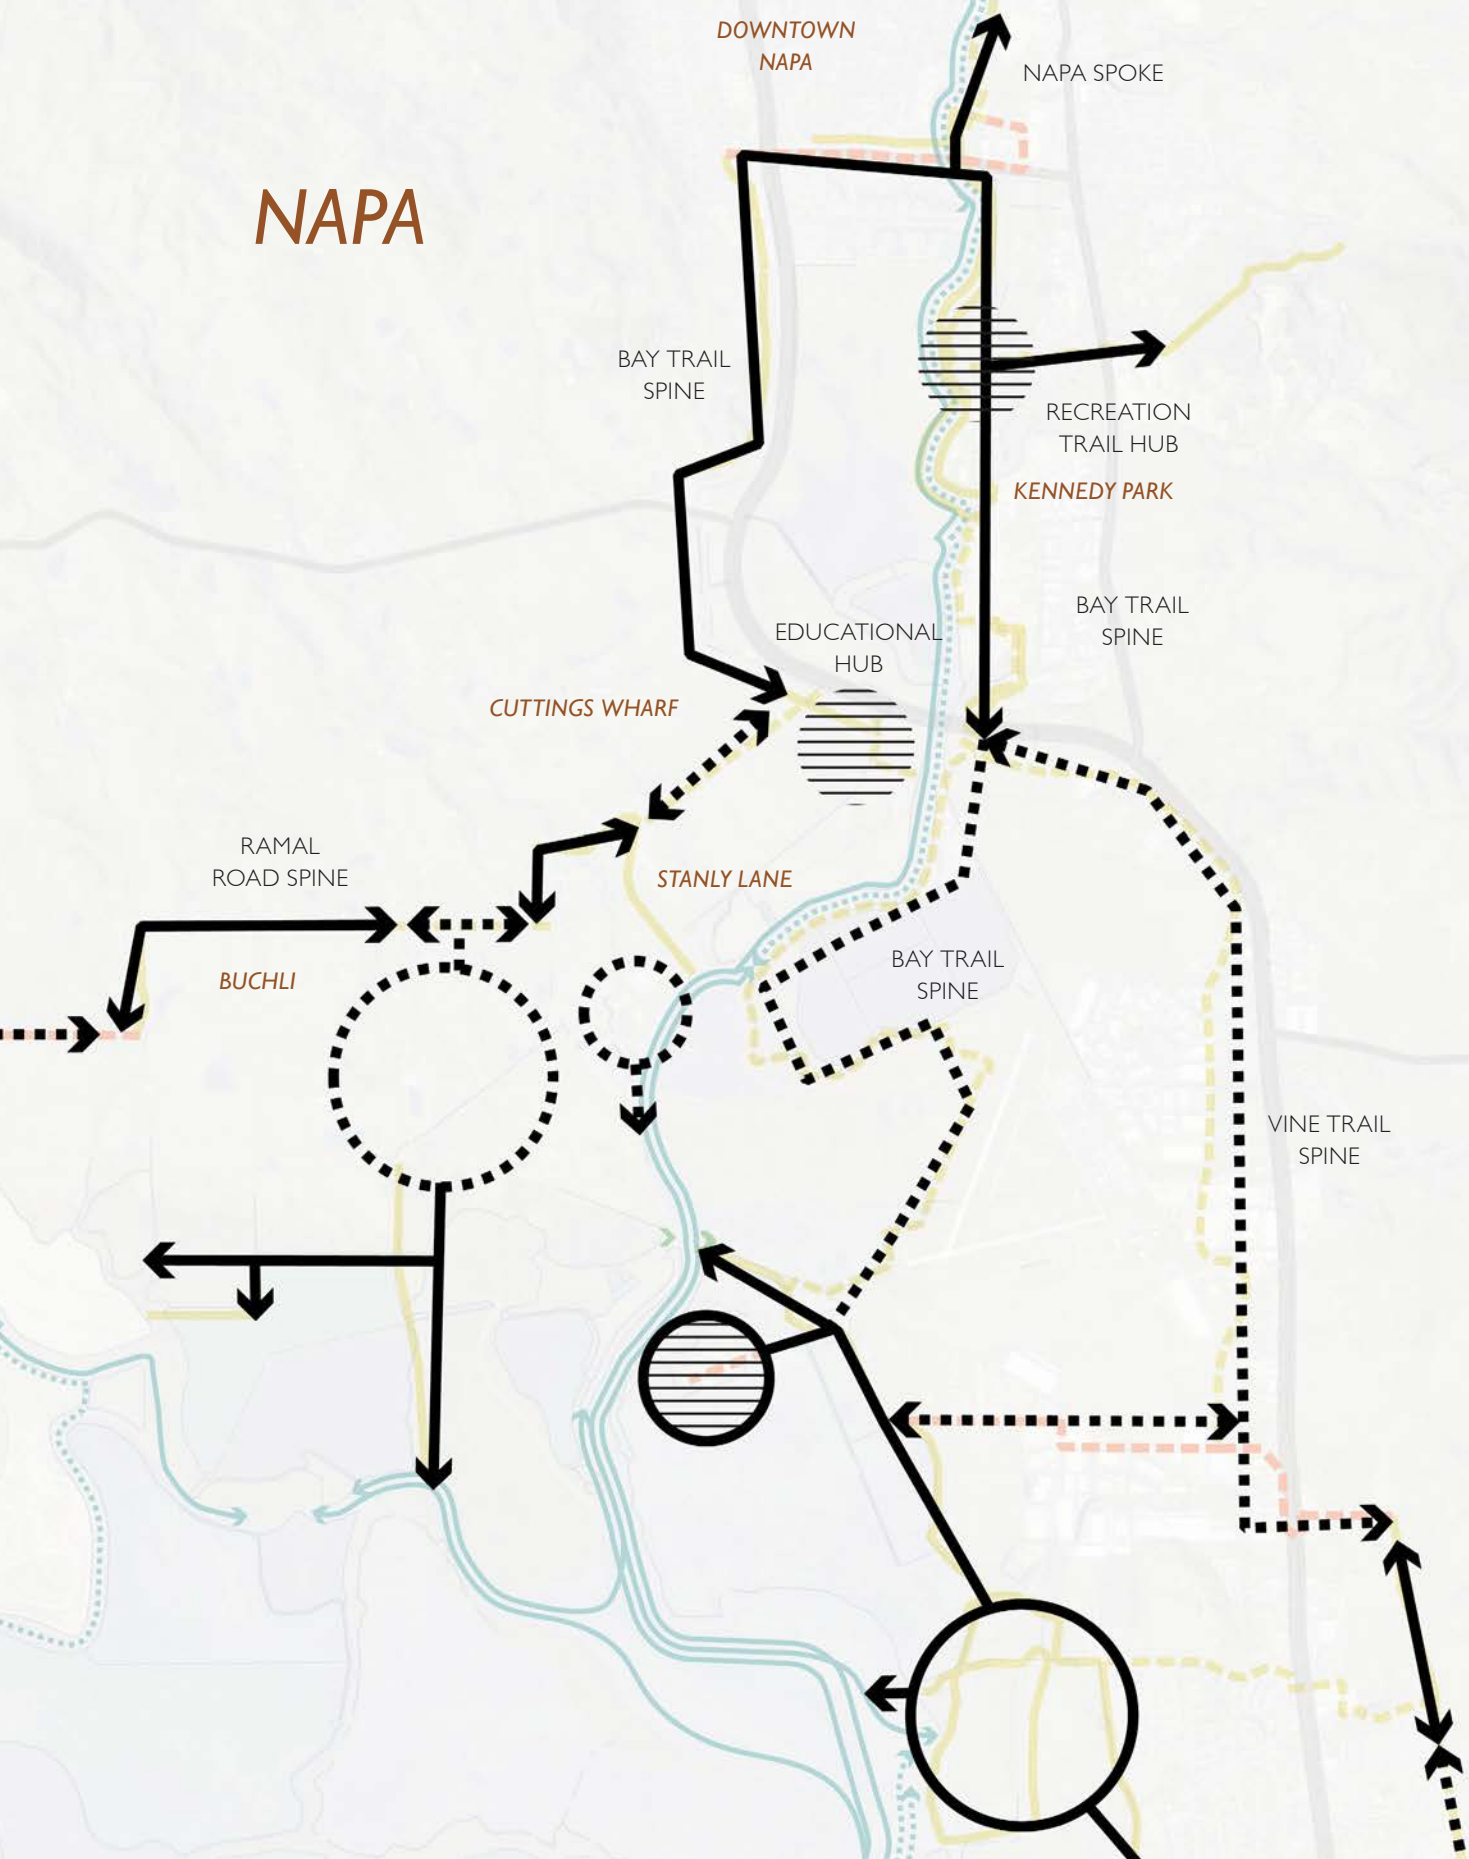 DOWNTOWN
NAPA
NAPA SPOKE
NAPA
BAY TRAIL
SPINE
RECREATION
TRAIL HUB
KENNEDY PARK
BAY TRAIL
SPINE
EDUCATIONAL
HUB
CUTTINGS WHARF
RAMAL
ROAD SPINE
STANLY LANE
BUCHLI
BAY TRAIL
SPINE
VINE TRAIL
SPINE